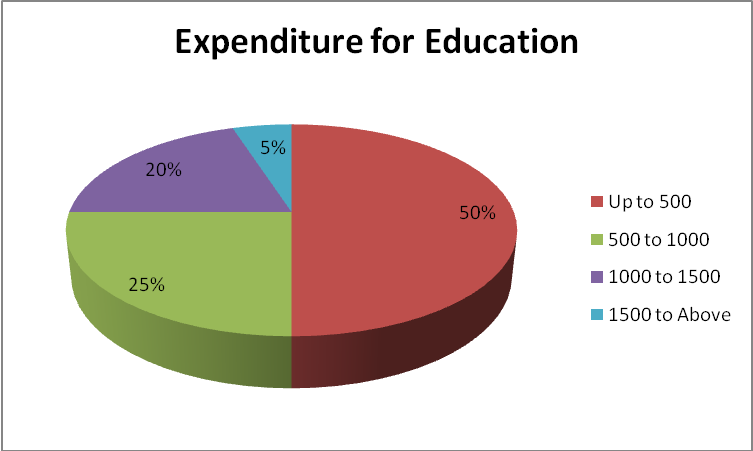 Expenditure for Education
5%
20%
50%
25%
Up to 500
500 to 1000
1000 to 1500
1500 to Above